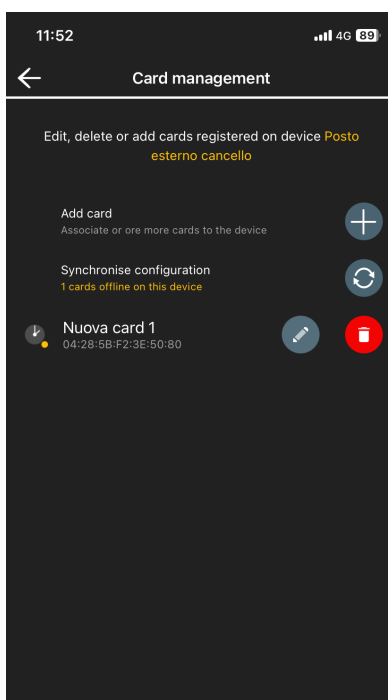 11:52
4G 89
Card management
Edit, delete or add cards registered on device Posto
esterno cancello
Add card
Associate or ore more cards to the device
Synchronise configuration
1 cards offline on this device
Nuova card 1
04:28:5B:F2:3E:50:80